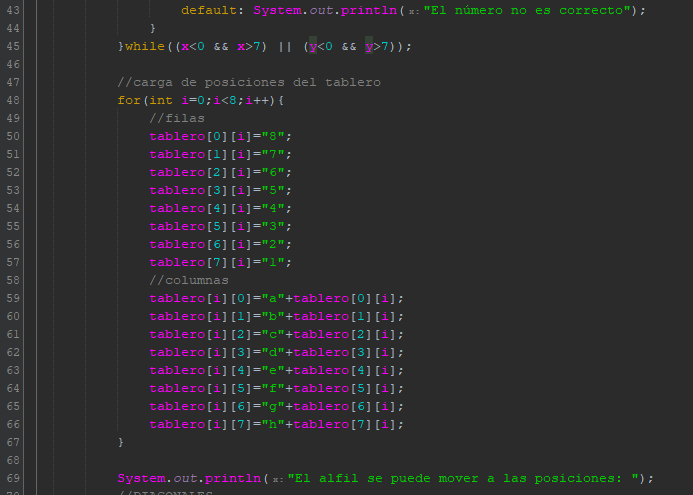 43 default: System.out.println( s: "El número no es correcto");
44 }
45 }while((x<0 && x>7) || (y<0 && y>7));
46
47 //carga de posiciones del tablero
48 for(int i=0;i<8;i++){
49 //filas
50 tablero[0][i]="8";
51 tablero[1][i]="7";
52 tablero[2][i]="6";
53 tablero[3][i]="5";
54 tablero[4][i]="4";
55 tablero[5][i]="3";
56 tablero[6][i]="2";
57 tablero[7][i]="1";
58 //columnas
59 tablero[i][0]="a"+tablero[0][i];
60 tablero[i][1]="b"+tablero[1][i];
61 tablero[i][2]="c"+tablero[2][i];
62 tablero[i][3]="d"+tablero[3][i];
63 tablero[i][4]="e"+tablero[4][i];
64 tablero[i][5]="f"+tablero[5][i];
65 tablero[i][6]="g"+tablero[6][i];
66 tablero[i][7]="h"+tablero[7][i];
67 }
68
69 System.out.println( s: "El alfil se puede mover a las posiciones: ");
70 //DIAGONALES